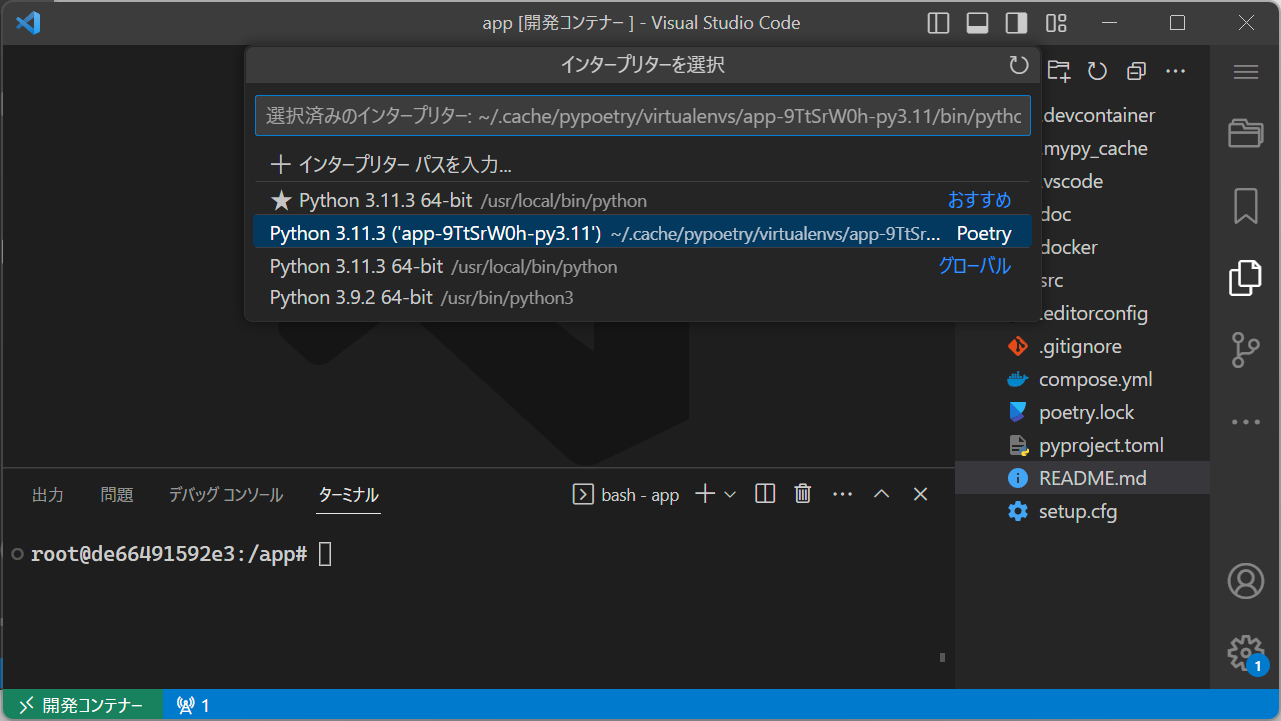 app [開発コンテナー] - Visual Studio Code
インタープリターを選択
選択済みのインタープリター: ~/.cache/pypoetry/virtualenvs/app-9TtSrW0h-py3.11/bin/pythc
インタープリター パスを入力...
★ Python 3.11.3 64-bit /usr/local/bin/python おすすめ
Python 3.11.3 ('app-9TtSrW0h-py3.11') ~/.cache/pypoetry/virtualenvs/app-9TtSr... Poetry
Python 3.11.3 64-bit /usr/local/bin/python グローバル
Python 3.9.2 64-bit /usr/bin/python3
.devcontainer
.mypy_cache
.vscode
doc
docker
src
.editorconfig
.gitignore
compose.yml
poetry.lock
pyproject.toml
README.md
setup.cfg
出力 問題 デバッグ コンソール ターミナル bash - app
root@de66491592e3:/app#
1
開発コンテナー 1